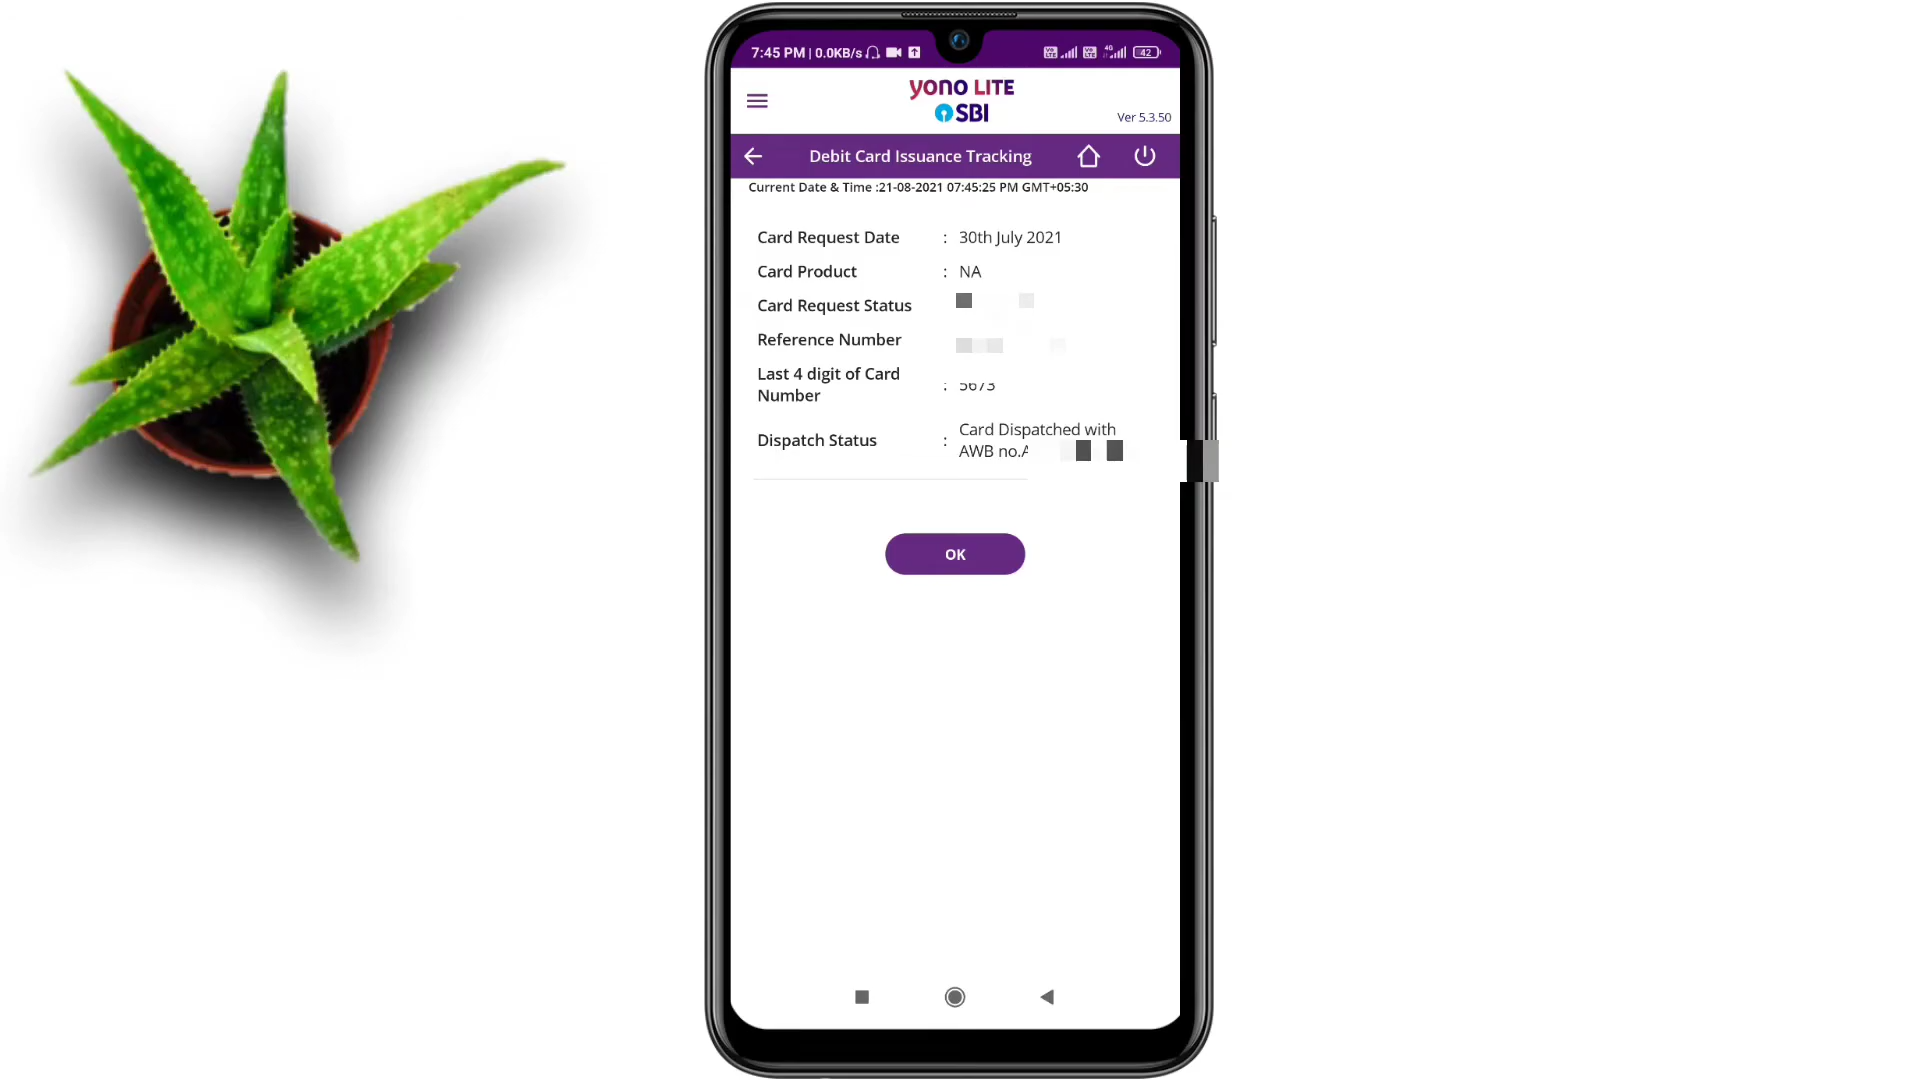 7:45 PM | 0.0KB/s
4G
42
yono LITE
SBI
Ver 5.3.50
Debit Card Issuance Tracking
Current Date & Time :21-08-2021 07:45:25 PM GMT+05:30
Card Request Date : 30th July 2021
Card Product : NA
Card Request Status
Reference Number
Last 4 digit of Card
Number : 5673
Dispatch Status : Card Dispatched with
AWB no.A
OK